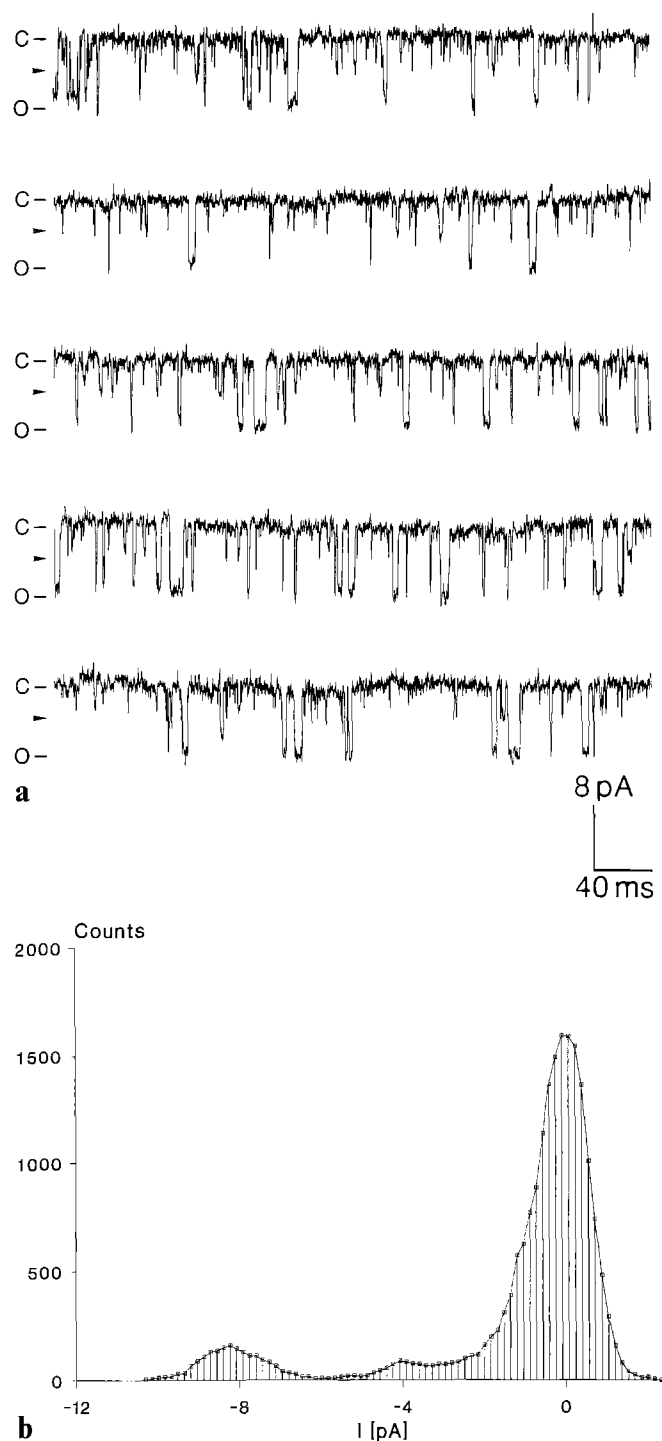 C –
O –
C –
O –
C –
O –
C –
O –
C –
O –
a
8 pA
40 ms
Counts
2000
1500
1000
500
0
-12
-8
-4
0
b
I [pA]